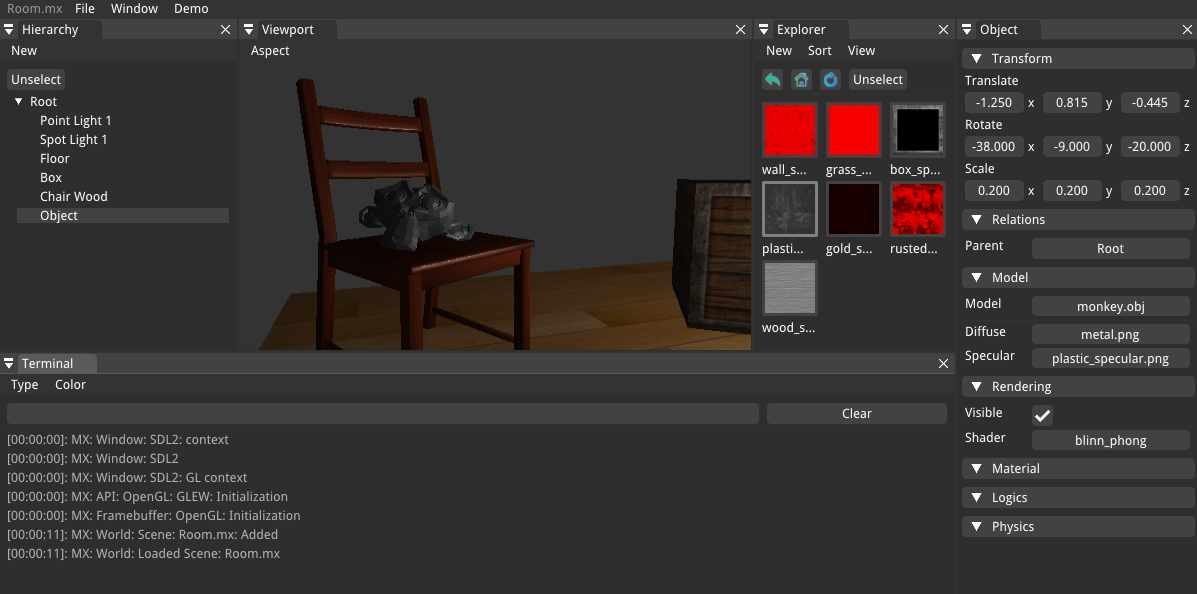 Room.mx File Window Demo
Hierarchy
New
Unselect
Root
Point Light 1
Spot Light 1
Floor
Box
Chair Wood
Object
Viewport
Aspect
Explorer
New Sort View
Unselect
wall_s... grass_... box_sp...
plasti... gold_s... rusted...
wood_s...
Object
Transform
Translate
-1.250 x 0.815 y -0.445 z
Rotate
-38.000 x -9.000 y -20.000 z
Scale
0.200 x 0.200 y 0.200 z
Relations
Parent Root
Model
Model monkey.obj
Diffuse metal.png
Specular plastic_specular.png
Rendering
Visible
Shader blinn_phong
Material
Logics
Physics
Terminal
Type Color
Clear
[00:00:00]: MX: Window: SDL2: context
[00:00:00]: MX: Window: SDL2
[00:00:00]: MX: Window: SDL2: GL context
[00:00:00]: MX: API: OpenGL: GLEW: Initialization
[00:00:00]: MX: Framebuffer: OpenGL: Initialization
[00:00:11]: MX: World: Scene: Room.mx: Added
[00:00:11]: MX: World: Loaded Scene: Room.mx